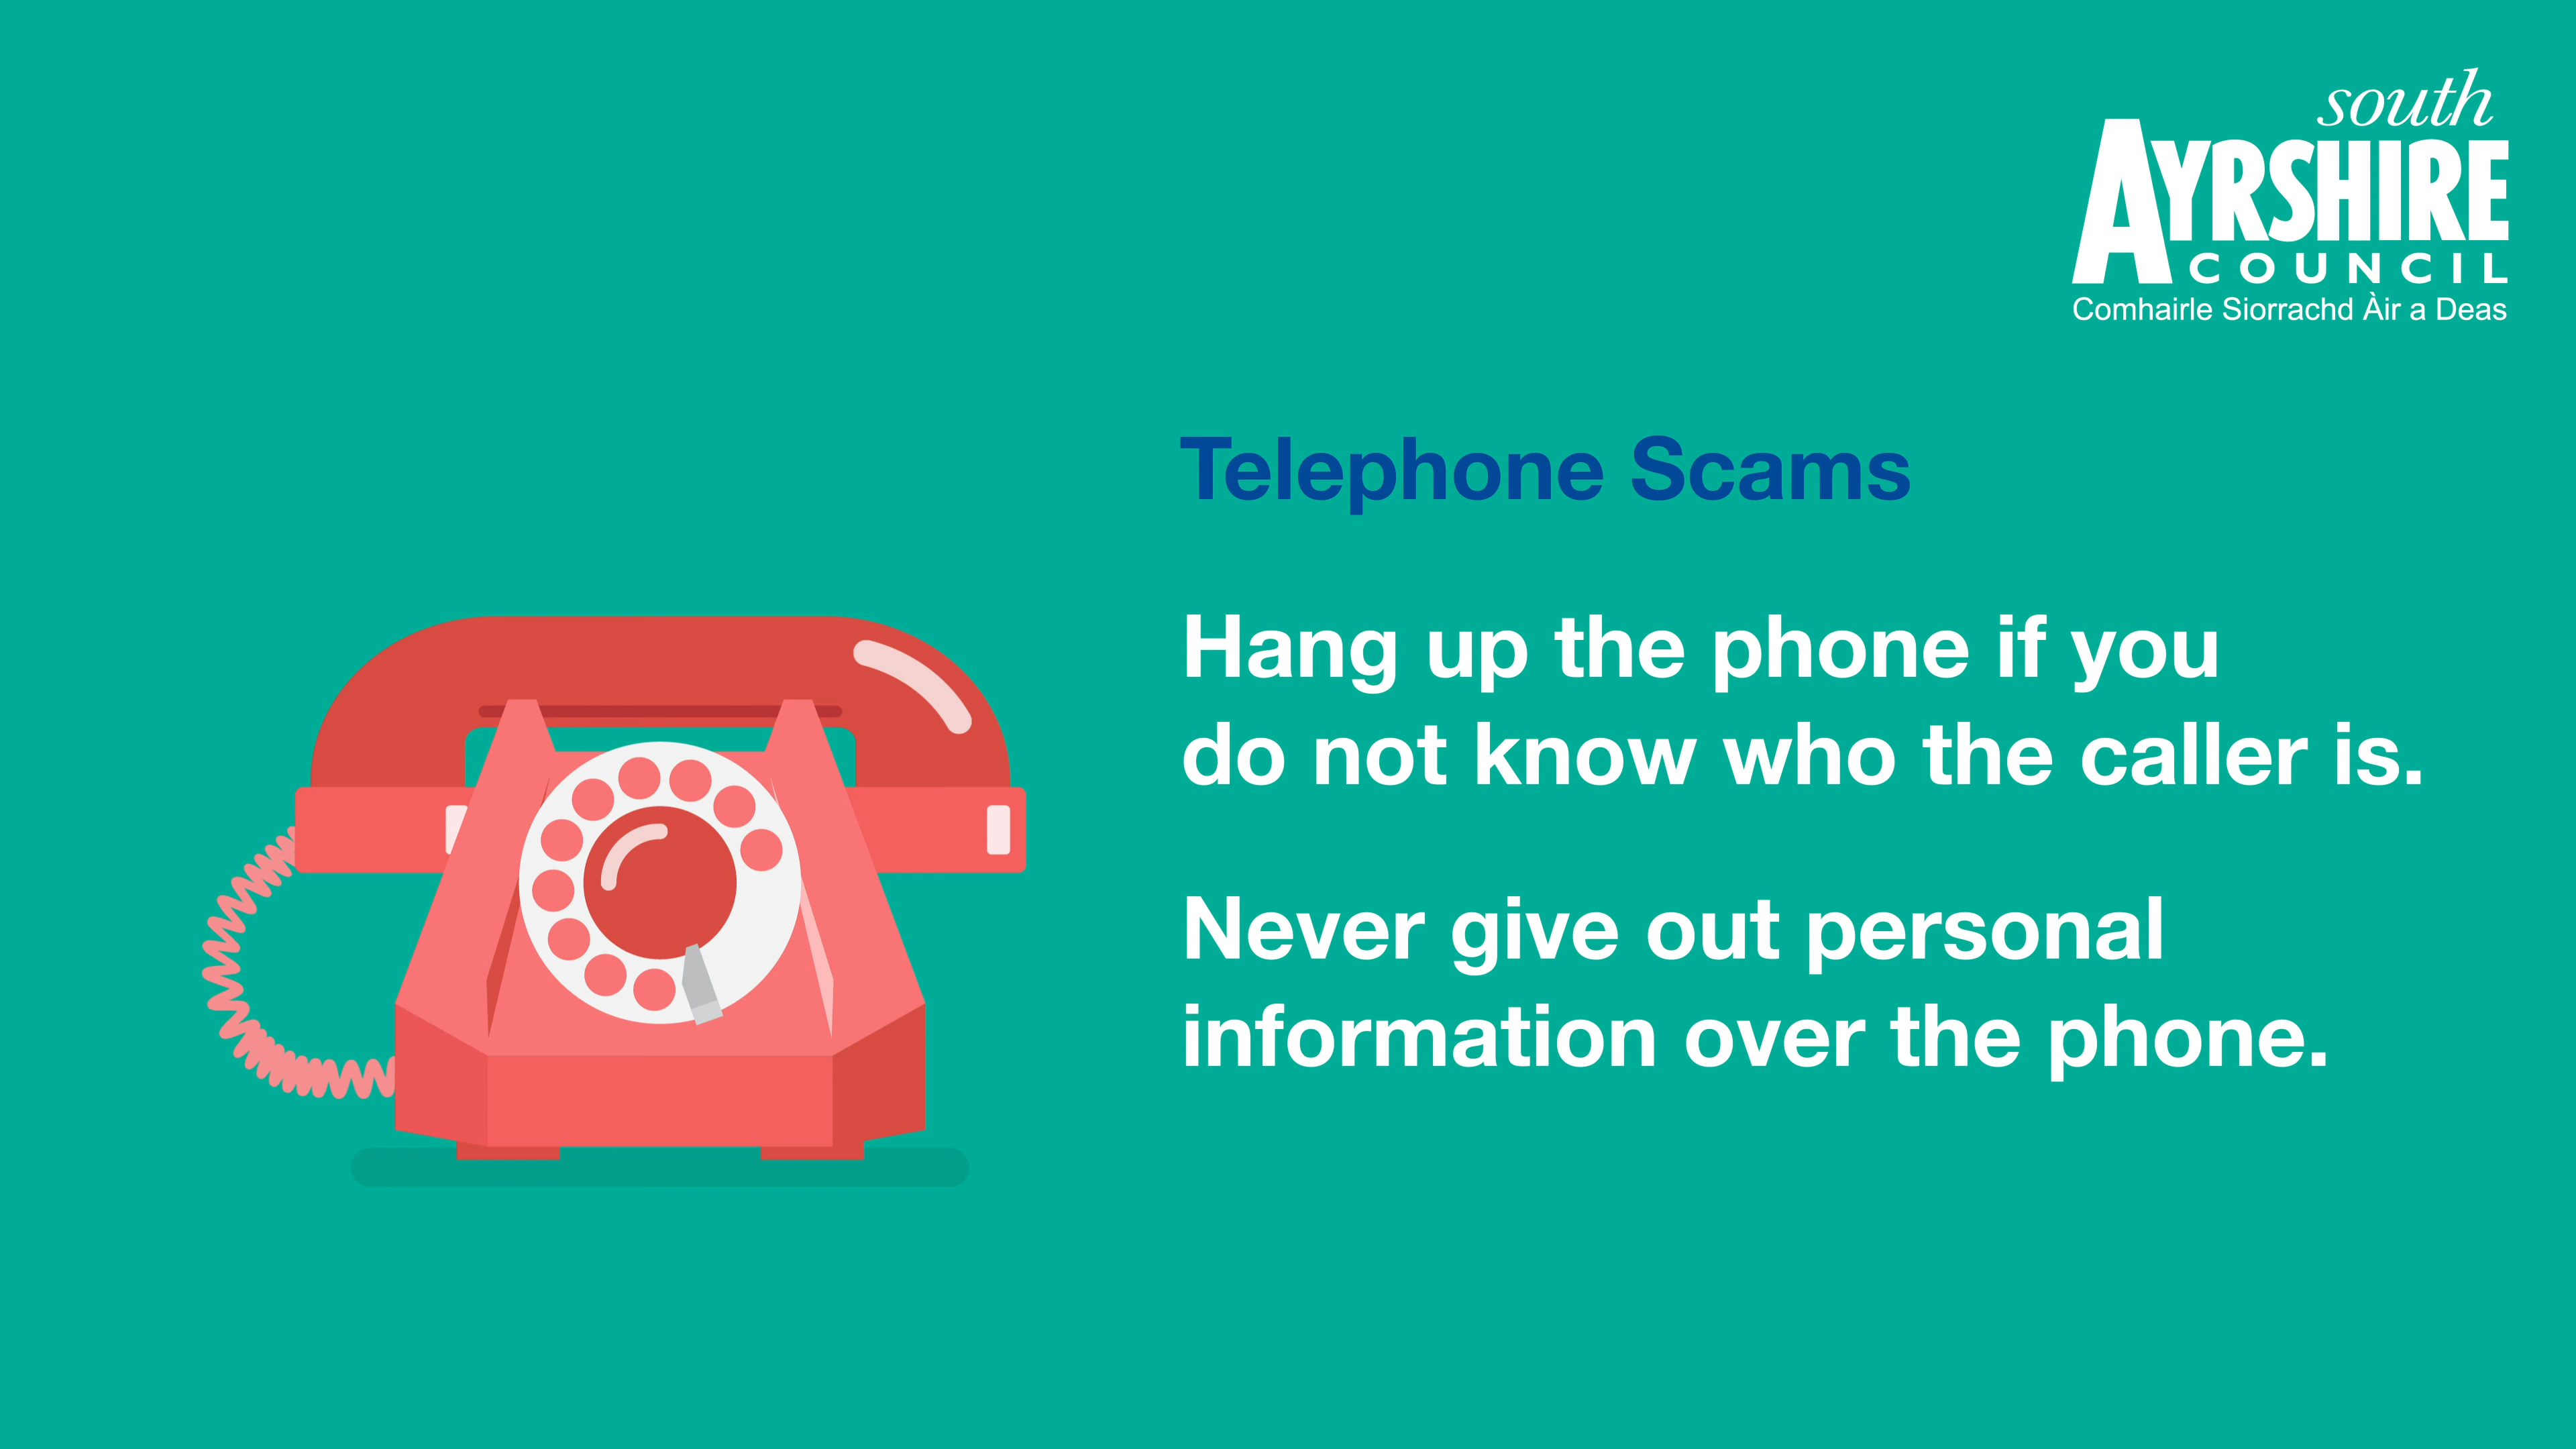 south
AYRSHIRE
COUNCIL
Comhairle Siorrachd Àir a Deas
Telephone Scams
Hang up the phone if you
do not know who the caller is.
Never give out personal
information over the phone.